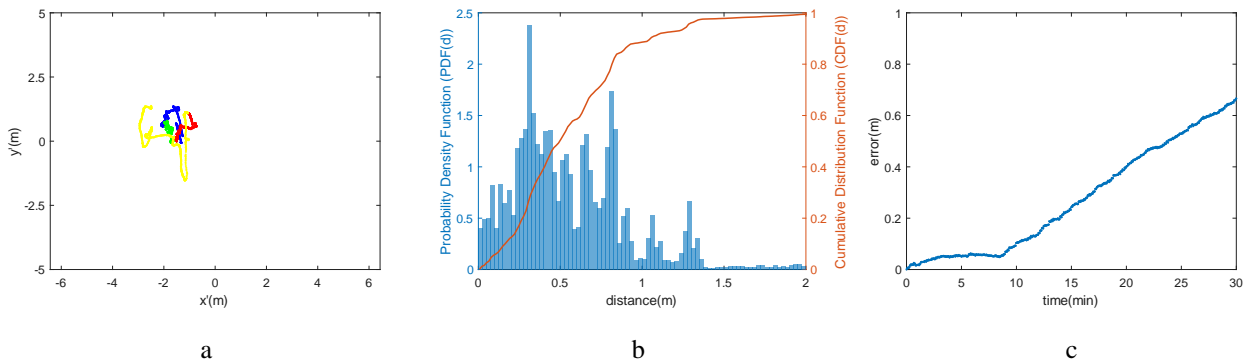 5
2.5
0
-2.5
-5
y'(m)
-6 -4 -2 0 2 4 6
x'(m)
a
2.5
2
1.5
1
0.5
0
Probability Density Function (PDF(d))
0 0.5 1 1.5 2
distance(m)
1
0.8
0.6
0.4
0.2
0
Cumulative Distribution Function (CDF(d))
b
1
0.8
0.6
0.4
0.2
0
error(m)
0 5 10 15 20 25 30
time(min)
c